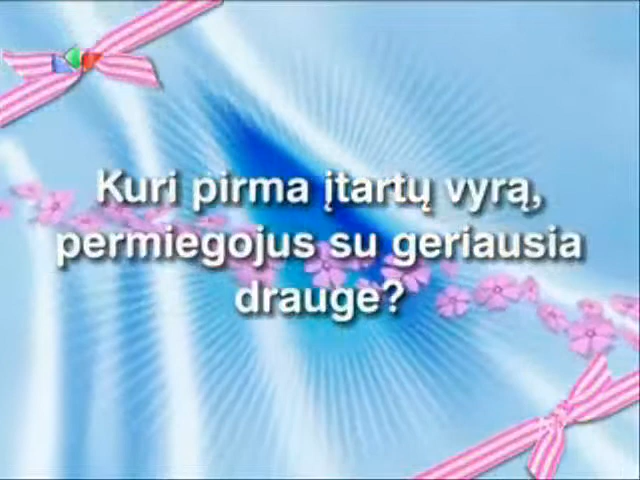 Kuri pirma įtartų vyrą,
permiegojus su geriausia
drauge?